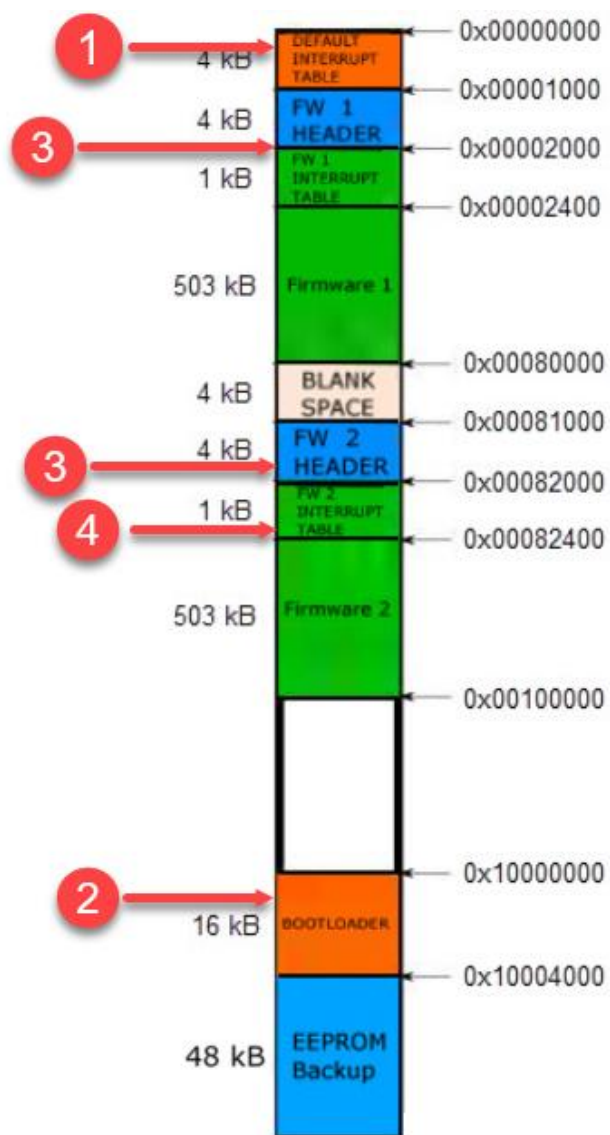 0x00000000
1
DEFAULT
INTERRUPT
TABLE
4 kB
0x00001000
FW 1
HEADER
4 kB
3
0x00002000
FW 1
INTERRUPT
TABLE
1 kB
0x00002400
503 kB
Firmware 1
0x00080000
BLANK
SPACE
4 kB
0x00081000
FW 2
HEADER
4 kB
3
0x00082000
FW 2
INTERRUPT
TABLE
1 kB
4
0x00082400
503 kB
Firmware 2
0x00100000
0x10000000
2
BOOTLOADER
16 kB
0x10004000
EEPROM
Backup
48 kB